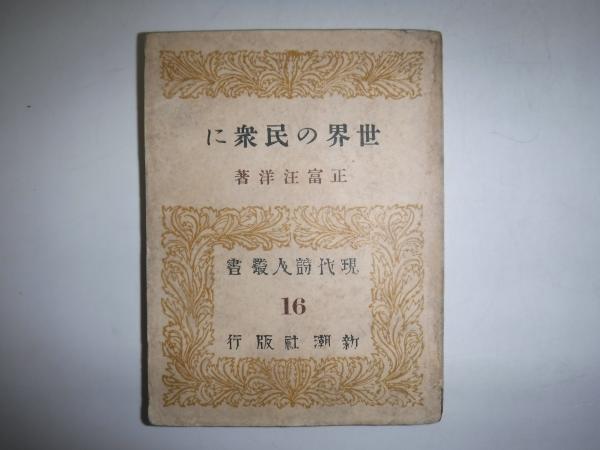 世界の民衆に
正富汪洋著
現代詩人叢書
16
新潮社版行